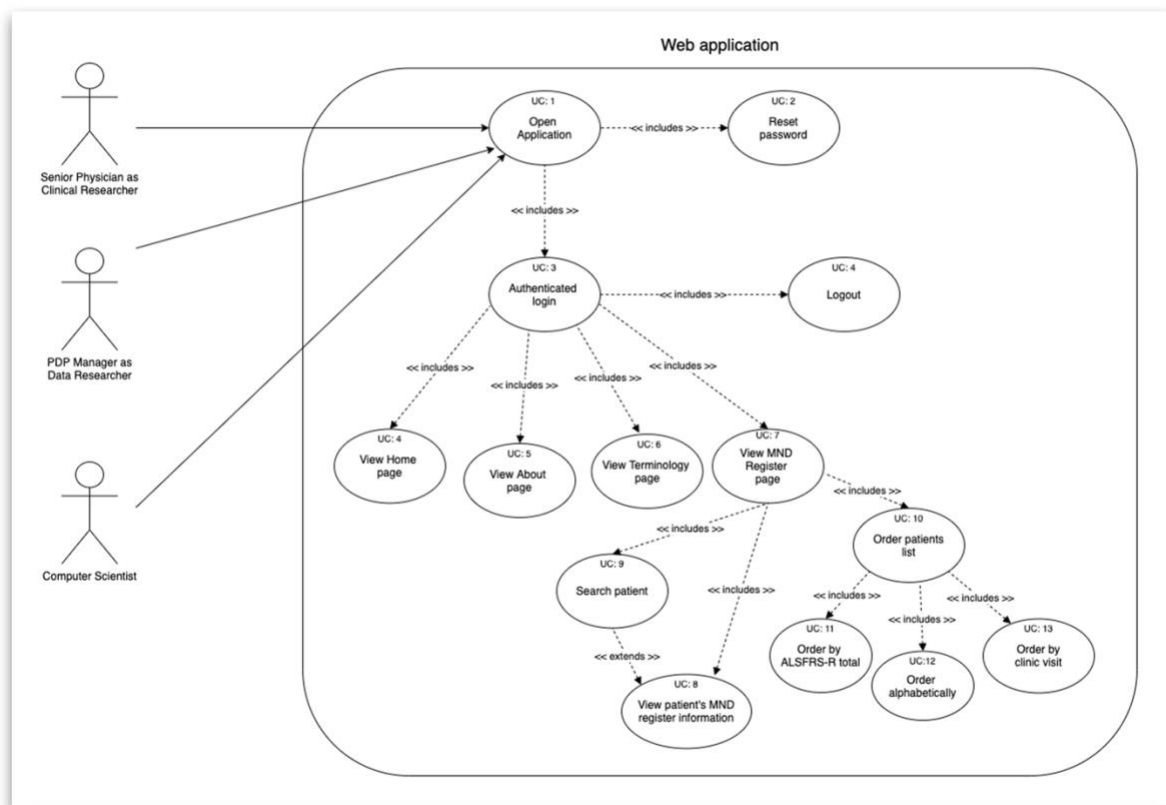 Web application
Senior Physician as
Clinical Researcher
PDP Manager as
Data Researcher
Computer Scientist
UC: 1
Open
Application
<< includes >>
UC: 2
Reset
password
<< includes >>
UC: 3
Authenticated
login
<< includes >>
UC: 4
Logout
<< includes >>
<< includes >>
<< includes >>
<< includes >>
UC: 4
View Home
page
UC: 5
View About
page
UC: 6
View Terminology
page
UC: 7
View MND
Register
page
<< includes >>
UC: 10
Order patients
list
<< includes >>
UC: 9
Search patient
<< includes >>
<< includes >>
<< includes >>
<< includes >>
UC: 11
Order by
ALSFRS-R total
UC:12
Order
alphabetically
UC: 13
Order by
clinic visit
<< extends >>
UC: 8
View patient's MND
register information